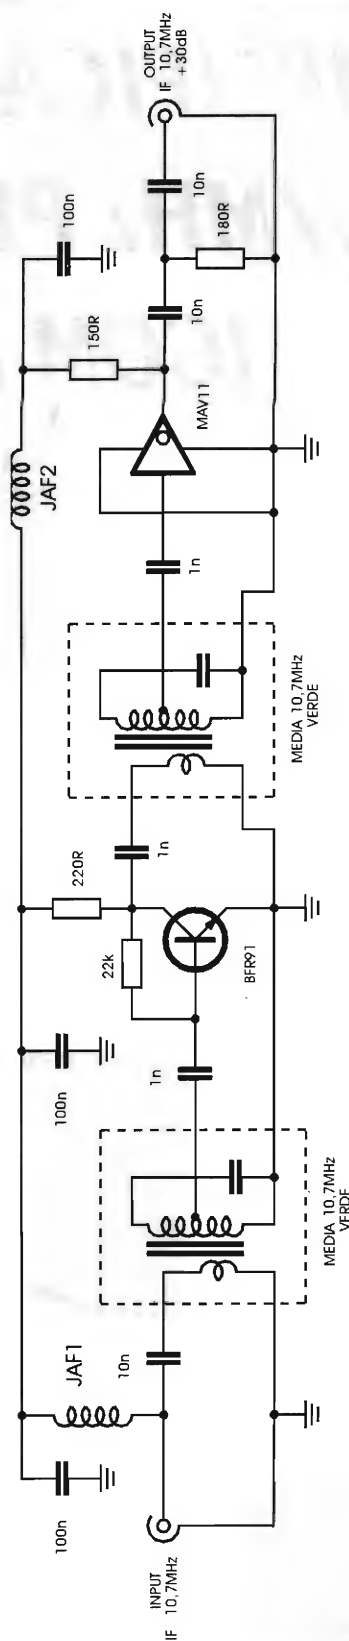 INPUT
IF 10,7MHz
100n
JAF1
10n
MEDIA 10,7MHz
VERDE
100n
1n
22k
220R
BFR91
1n
MEDIA 10,7MHz
VERDE
1n
JAF2
MAV11
150R
100n
10n
180R
10n
OUTPUT
IF 10,7MHz
+30dB